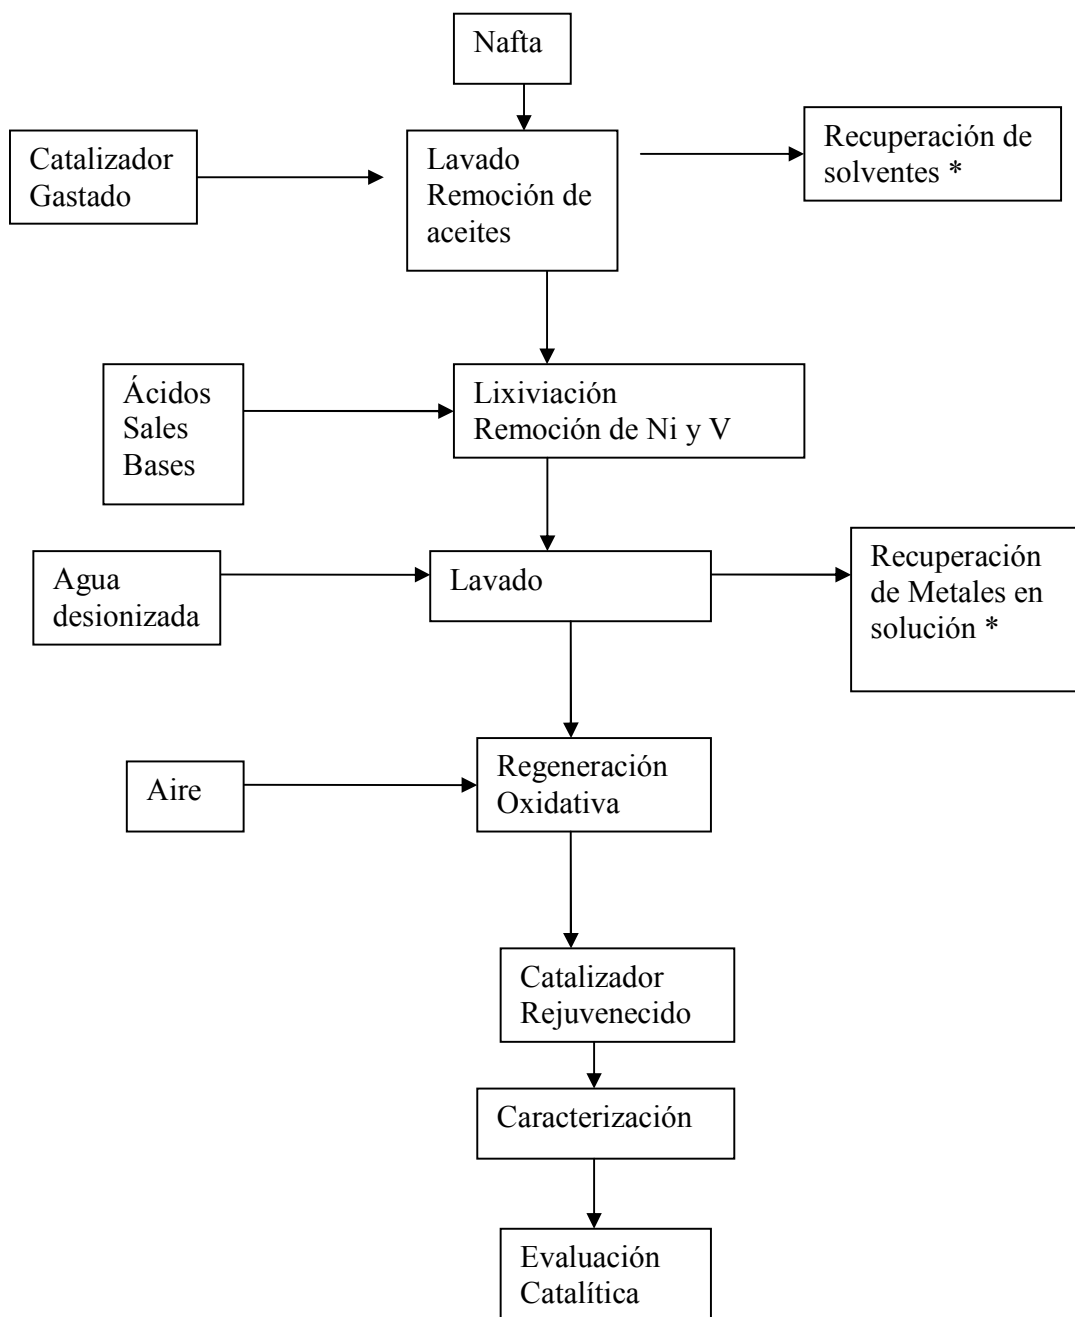 Nafta
Catalizador
Gastado
Lavado
Remoción de
aceites
Recuperación de
solventes *
Ácidos
Sales
Bases
Lixiviación
Remoción de Ni y V
Agua
desionizada
Lavado
Recuperación
de Metales en
solución *
Aire
Regeneración
Oxidativa
Catalizador
Rejuvenecido
Caracterización
Evaluación
Catalítica